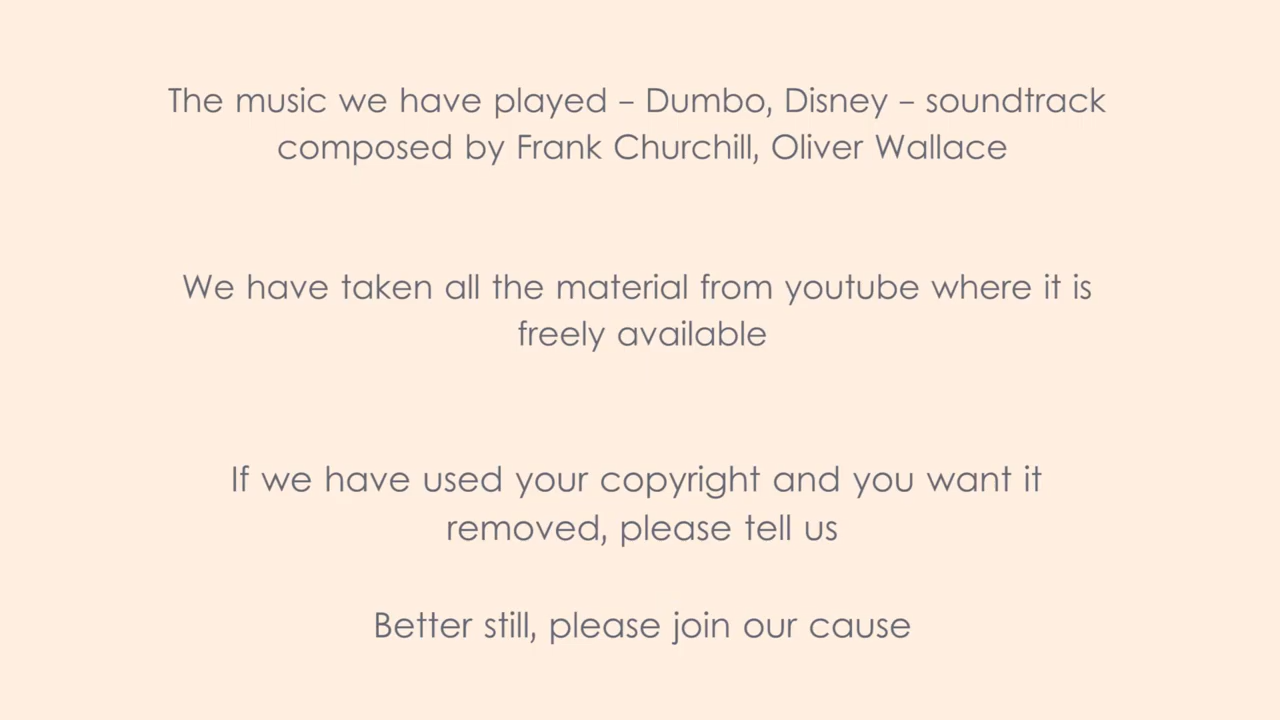 The music we have played – Dumbo, Disney – soundtrack
composed by Frank Churchill, Oliver Wallace
We have taken all the material from youtube where it is
freely available
If we have used your copyright and you want it
removed, please tell us
Better still, please join our cause